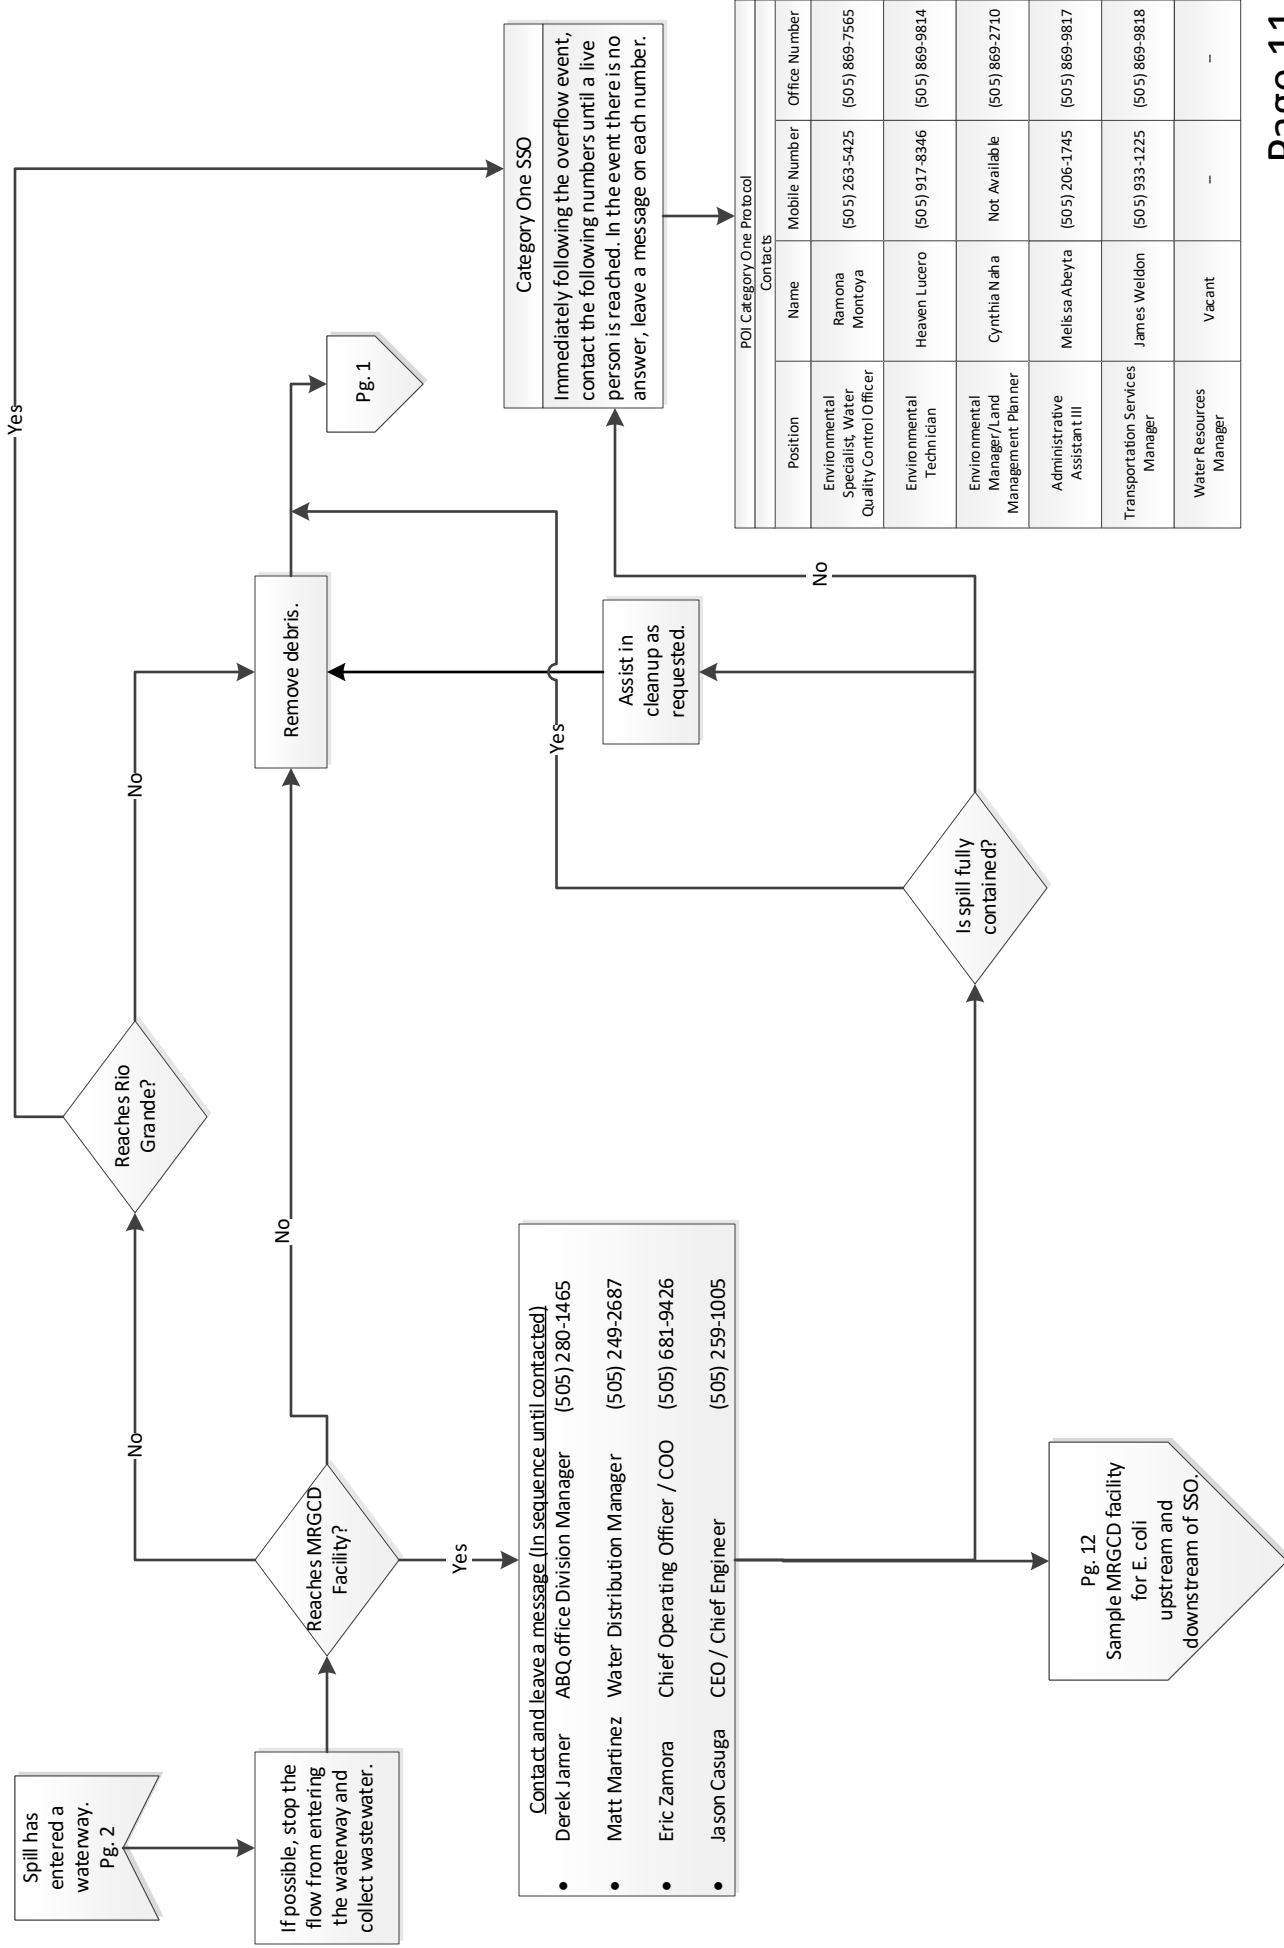 Spill has
entered a
waterway.
Pg. 2
If possible, stop the
flow from entering
the waterway and
collect wastewater.
Reaches MRGCD
Facility?
No
No
Yes
Reaches Rio
Grande?
No
Yes
Remove debris.
Pg. 1
Contact and leave a message (In sequence until contacted)
• Derek Jarner ABQ office Division Manager (505) 280-1465
• Matt Martinez Water Distribution Manager (505) 249-2687
• Eric Zamora Chief Operating Officer / COO (505) 681-9426
• Jason Casuga CEO / Chief Engineer (505) 259-1005
Pg. 12
Sample MRGCD facility
for E. coli
upstream and
downstream of SSO.
Is spill fully
contained?
Yes
No
Assist in
cleanup as
requested.
Category One SSO
Immediately following the overflow event,
contact the following numbers until a live
person is reached. In the event there is no
answer, leave a message on each number.
POI Category One Protocol
Contacts
Position Name Mobile Number Office Number
Environmental
Specialist, Water
Quality Control Officer
Ramona
Montoya
(505) 263-5425 (505) 869-7565
Environmental
Technician
Heaven Lucero (505) 917-8346 (505) 869-9814
Environmental
Manager/Land
Management Planner
Cynthia Naha Not Available (505) 869-2710
Administrative
Assistant III
Melissa Abeyta (505) 206-1745 (505) 869-9817
Transportation Services
Manager
James Weldon (505) 933-1225 (505) 869-9818
Water Resources
Manager
Vacant -- --
Page 11